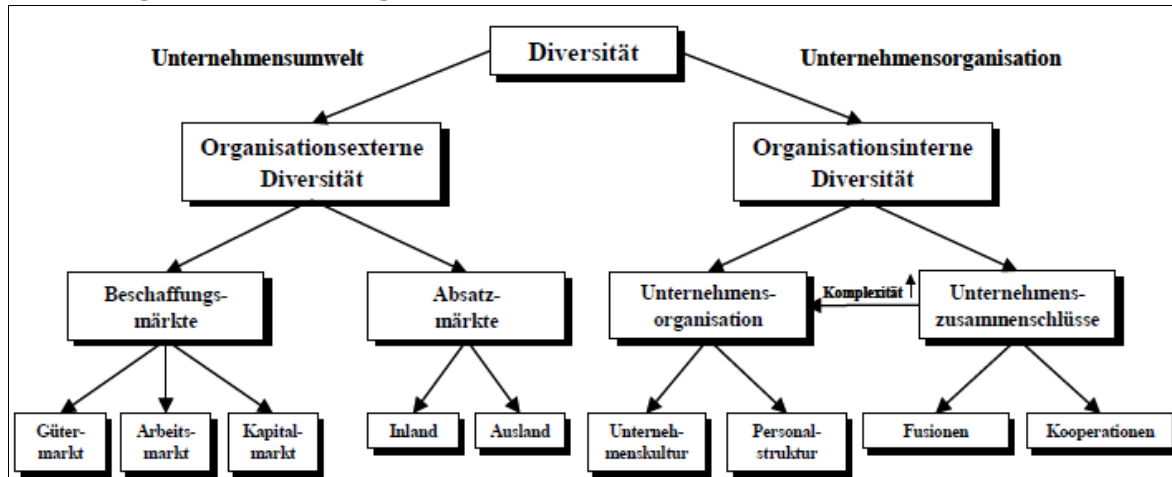 Diversität
Unternehmensumwelt
Unternehmensorganisation
Organisationsexterne
Diversität
Organisationsinterne
Diversität
Beschaffungs-
märkte
Absatz-
märkte
Unternehmens-
organisation
Komplexität
Unternehmens-
zusammenschlüsse
Güter-
markt
Arbeits-
markt
Kapital-
markt
Inland
Ausland
Unterneh-
menskultur
Personal-
struktur
Fusionen
Kooperationen